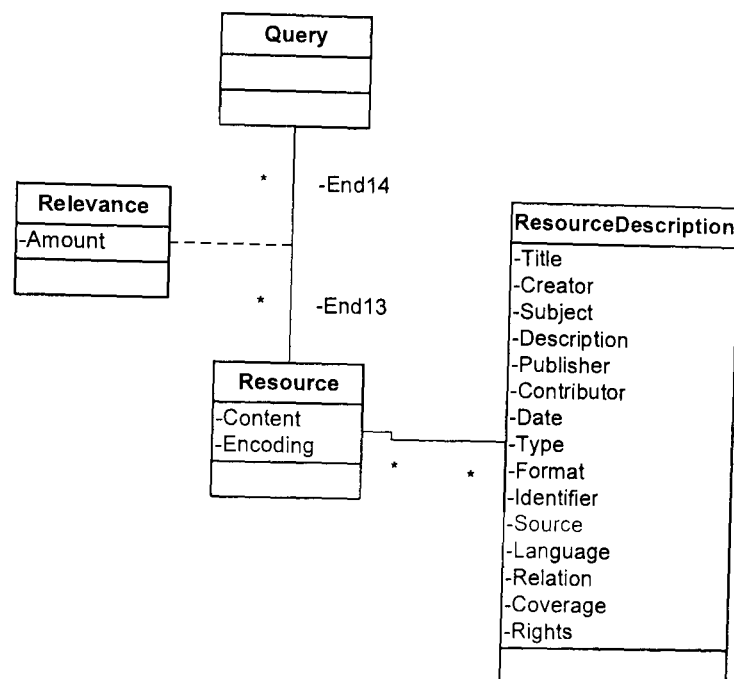 Query
*
-End14
Relevance
-Amount
*
-End13
Resource
-Content
-Encoding
*
*
ResourceDescription
-Title
-Creator
-Subject
-Description
-Publisher
-Contributor
-Date
-Type
-Format
-Identifier
-Source
-Language
-Relation
-Coverage
-Rights